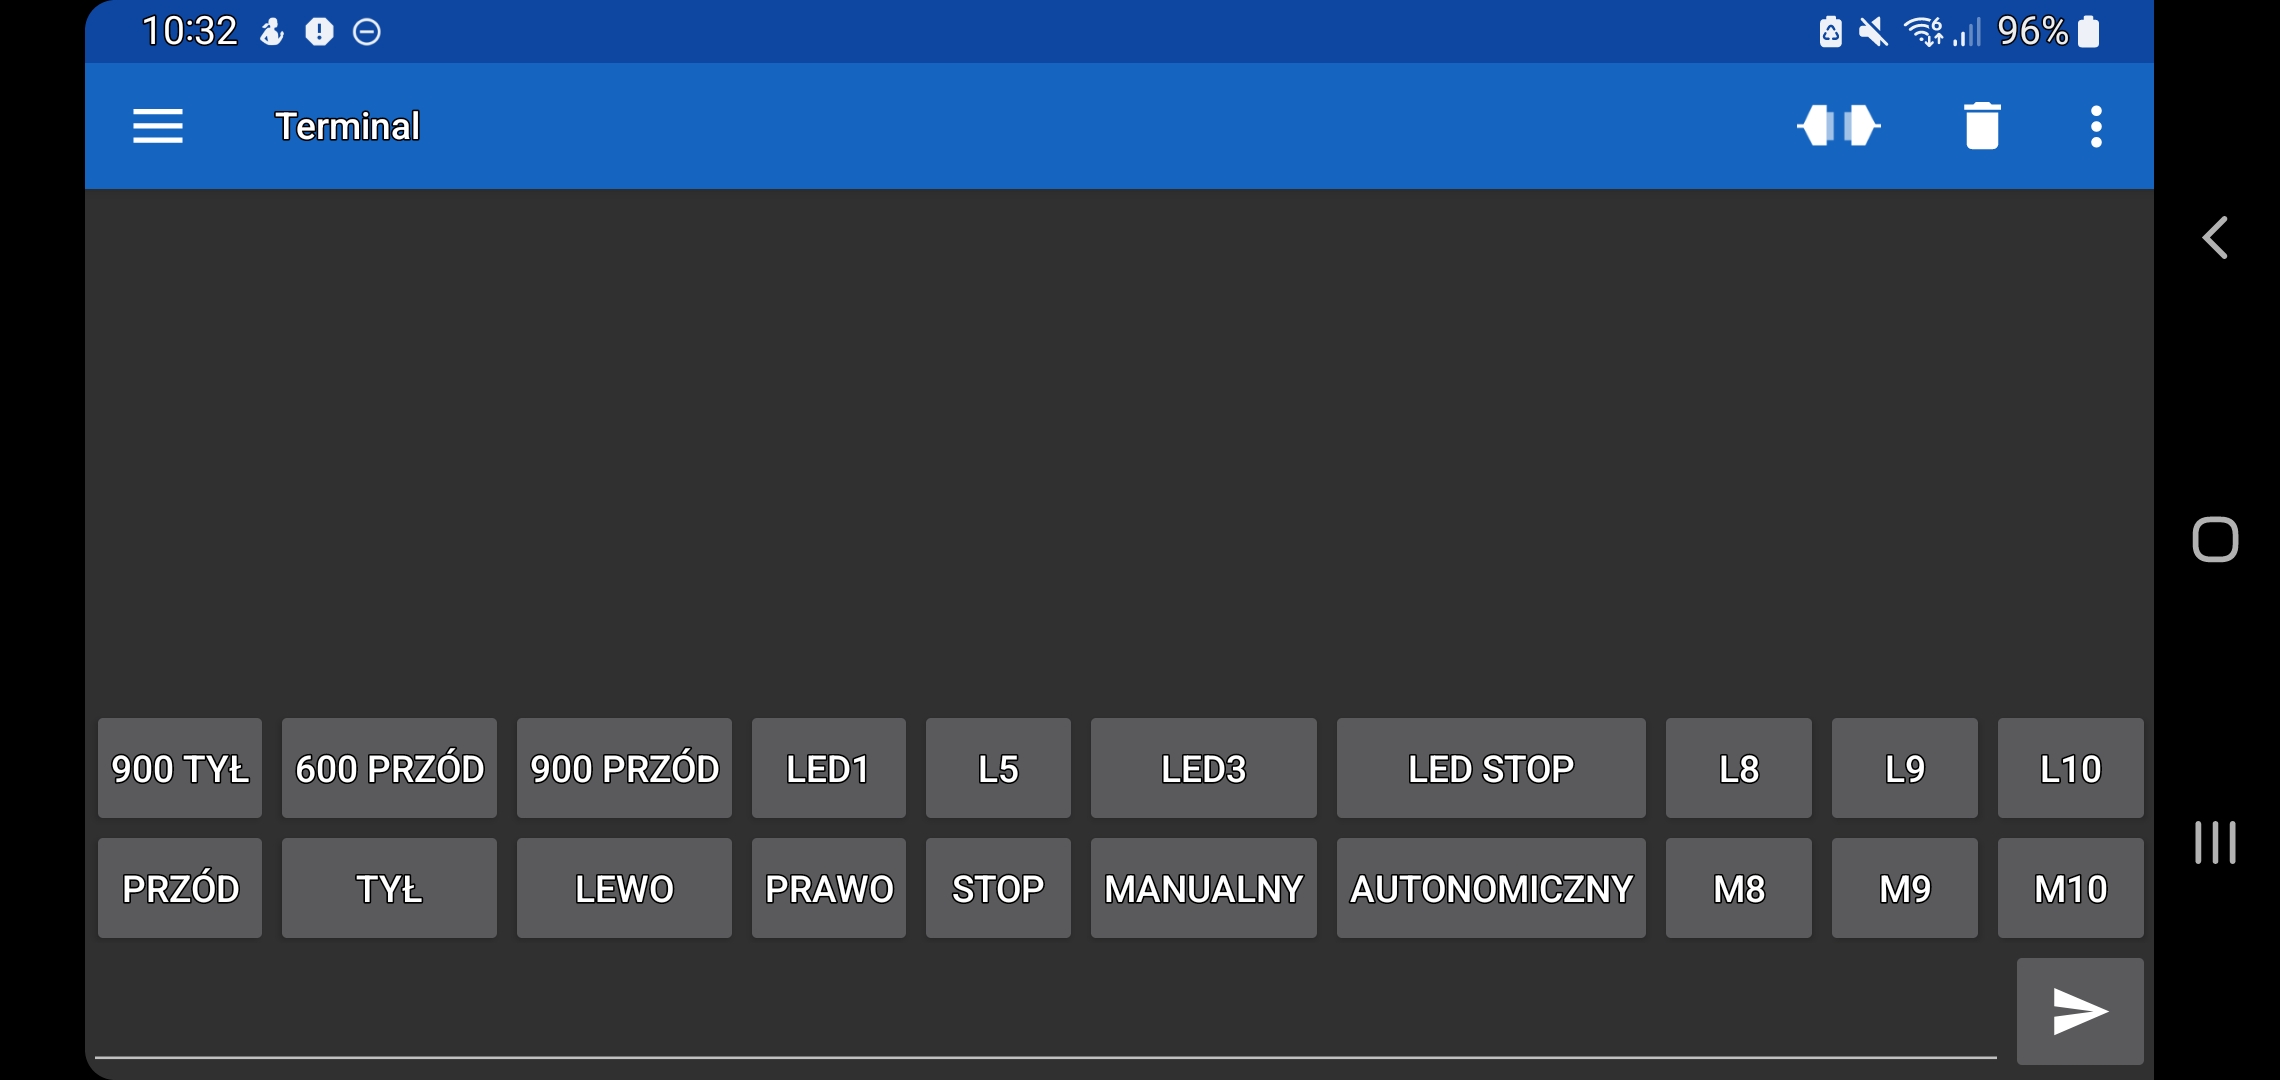 10:32 6 96%
Terminal
900 TYŁ 600 PRZÓD 900 PRZÓD LED1 L5 LED3 LED STOP L8 L9 L10
PRZÓD TYŁ LEWO PRAWO STOP MANUALNY AUTONOMICZNY M8 M9 M10